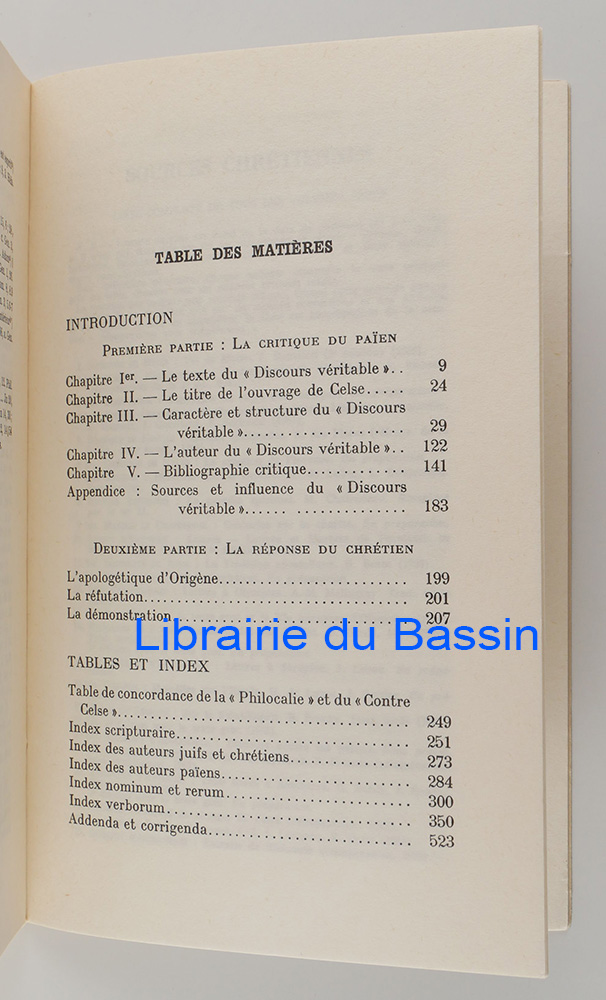 TABLE DES MATIÈRES
INTRODUCTION
PREMIÈRE PARTIE : LA CRITIQUE DU PAÏEN
Chapitre Ier. — Le texte du « Discours véritable ».. 9
Chapitre II. — Le titre de l'ouvrage de Celse..... 24
Chapitre III. — Caractère et structure du « Discours
véritable »..................... 29
Chapitre IV. — L'auteur du « Discours véritable ».. 122
Chapitre V. — Bibliographie critique............. 141
Appendice : Sources et influence du « Discours
véritable »...... ............... 183
DEUXIÈME PARTIE : LA RÉPONSE DU CHRÉTIEN
L'apologétique d'Origène......................... 199
La réfutation.................................... 201
La démonstration................................. 207
Librairie du Bassin
TABLES ET INDEX
Table de concordance de la « Philocalie » et du « Contre
Celse »...................................... 249
Index scripturaire............................... 251
Index des auteurs juifs et chrétiens............. 273
Index des auteurs païens......................... 284
Index nominum et rerum........................... 300
Index verborum................................... 350
Addenda et corrigenda............................ 523